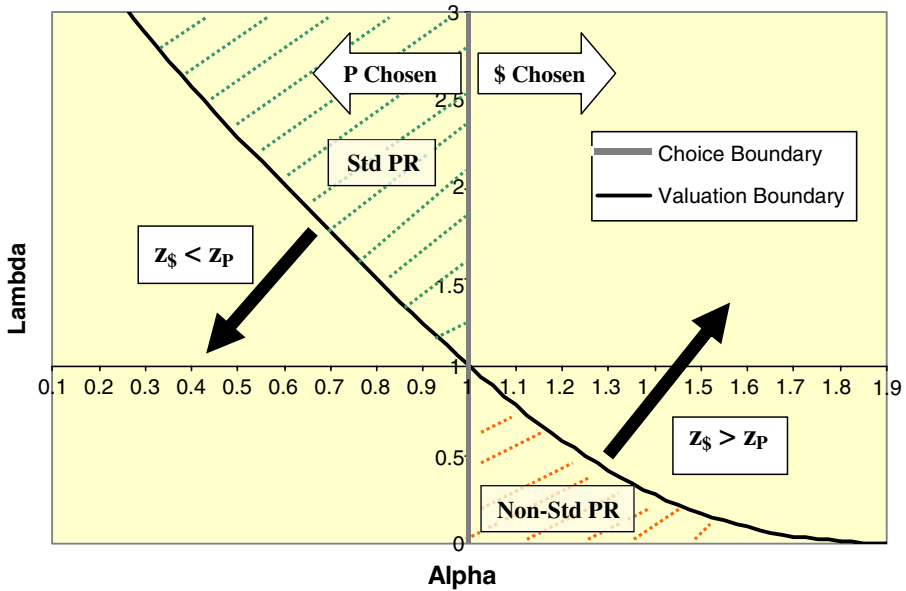 3
P Chosen
$ Chosen
2.5
Std PR
Choice Boundary
2
Valuation Boundary
z$ < zP
1.5
Lambda
1
0.1 0.2 0.3 0.4 0.5 0.6 0.7 0.8 0.9 1 1.1 1.2 1.3 1.4 1.5 1.6 1.7 1.8 1.9
z$ > zP
0.5
Non-Std PR
0
Alpha